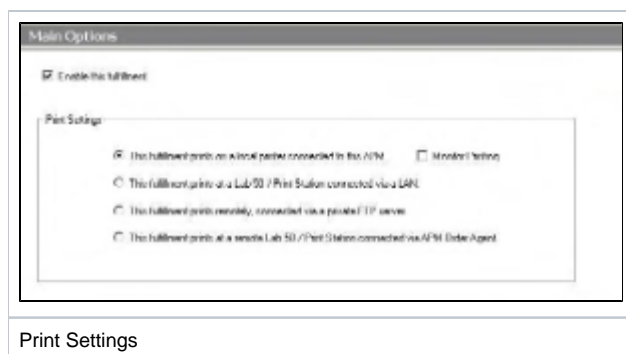 Main Options
Enable this fulfillment
Print Settings
This fulfillment prints on a local printer connected to this APM. Monitor Printing
This fulfillment prints at a Lab 50 / Print Station connected via a LAN.
This fulfillment prints remotely, connected via a private FTP server.
This fulfillment prints at a remote Lab 50 / Print Station connected via APM Order Agent
Print Settings